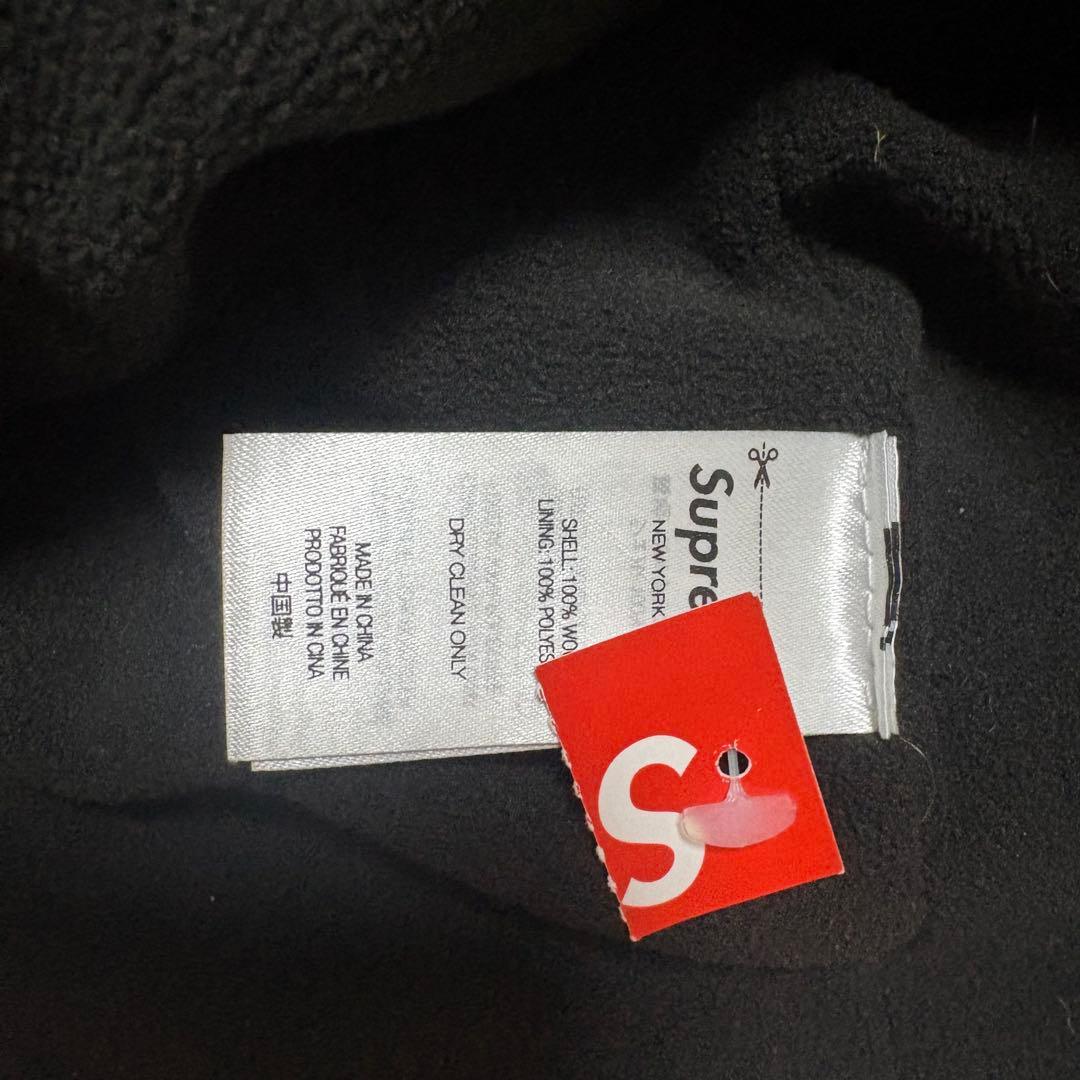 Supre
NEW YORK
SHELL: 100% WO
LINING: 100% POLYES
DRY CLEAN ONLY
MADE IN CHINA
FABRIQUÉ EN CHINE
PRODOTTO IN CINA
中国製
S